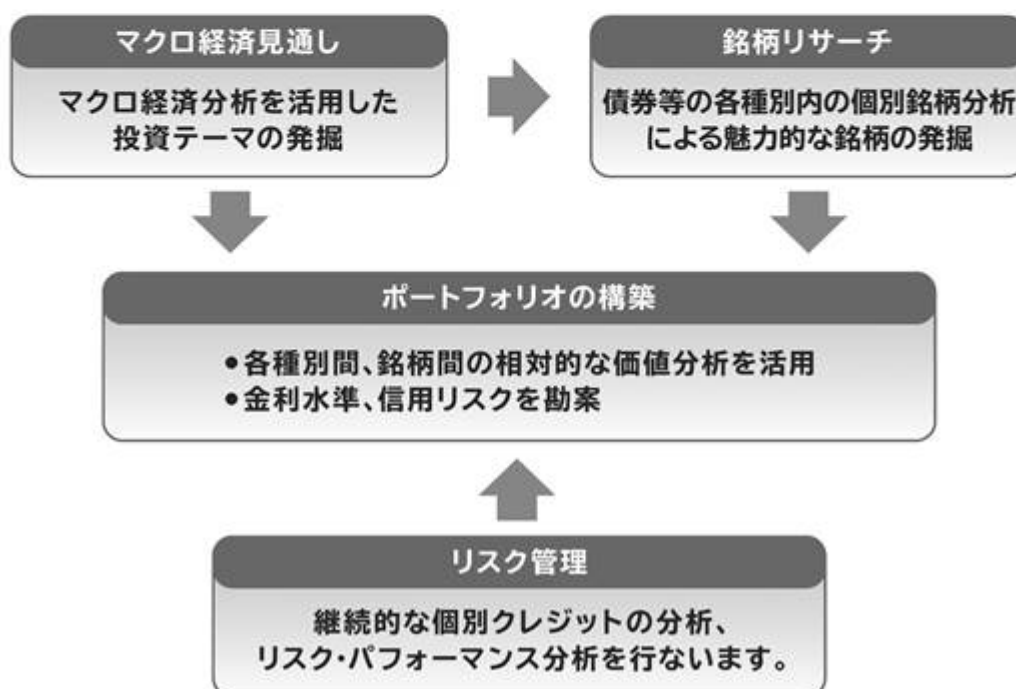 マクロ経済見通し
マクロ経済分析を活用した
投資テーマの発掘
銘柄リサーチ
債券等の各種別内の個別銘柄分析
による魅力的な銘柄の発掘
ポートフォリオの構築
●各種別間、銘柄間の相対的な価値分析を活用
●金利水準、信用リスクを勘案
リスク管理
継続的な個別クレジットの分析、
リスク・パフォーマンス分析を行ないます。